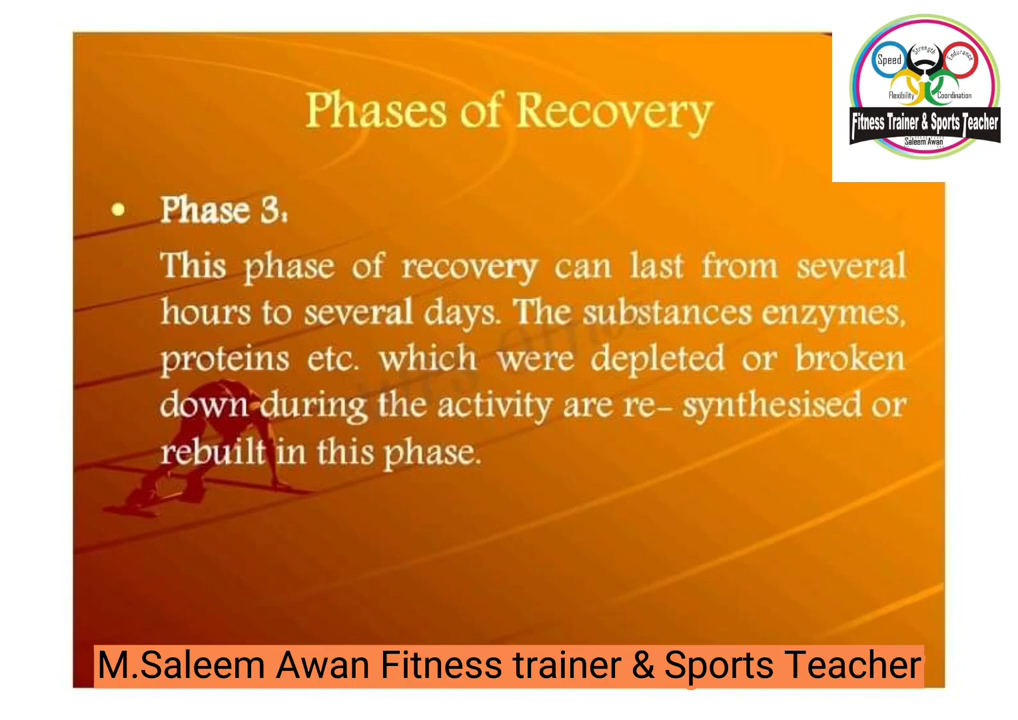 Phases of Recovery
Speed
Strength
Endurance
Flexibility
Coordination
Fitness Trainer & Sports Teacher
Saleem Awan
• Phase 3:
This phase of recovery can last from several
hours to several days. The substances enzymes,
proteins etc. which were depleted or broken
down during the activity are re- synthesised or
rebuilt in this phase.
M.Saleem Awan Fitness trainer & Sports Teacher